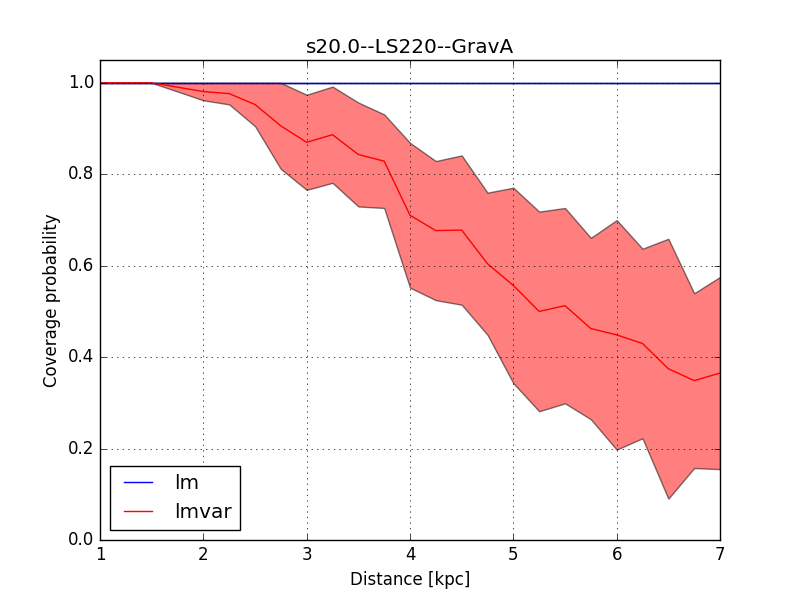 s20.0--LS220--GravA
1.0
0.8
0.6
0.4
0.2
0.0
Coverage probability
lm
lmvar
1 2 3 4 5 6 7
Distance [kpc]